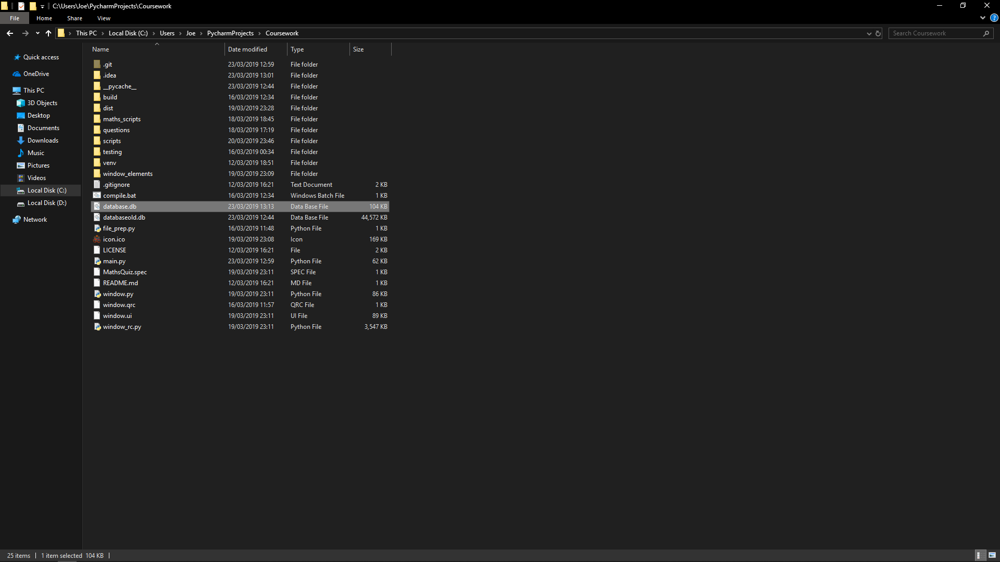 C:\Users\Joe\PycharmProjects\Coursework
File Home Share View
This PC Local Disk (C:) Users Joe PycharmProjects Coursework Search Coursework
Name Date modified Type Size
Quick access
OneDrive
This PC
3D Objects
Desktop
Documents
Downloads
Music
Pictures
Videos
Local Disk (C:)
Local Disk (D:)
Network
.git 23/03/2019 12:59 File folder
.idea 23/03/2019 13:01 File folder
__pycache__ 23/03/2019 12:44 File folder
build 16/03/2019 12:34 File folder
dist 19/03/2019 23:28 File folder
maths_scripts 18/03/2019 18:45 File folder
questions 18/03/2019 17:19 File folder
scripts 20/03/2019 23:46 File folder
testing 16/03/2019 00:34 File folder
venv 12/03/2019 18:51 File folder
window_elements 19/03/2019 23:09 File folder
.gitignore 12/03/2019 16:21 Text Document 2 KB
compile.bat 16/03/2019 12:34 Windows Batch File 1 KB
database.db 23/03/2019 13:13 Data Base File 104 KB
databaseold.db 23/03/2019 12:44 Data Base File 44,572 KB
file_prep.py 16/03/2019 11:48 Python File 1 KB
icon.ico 19/03/2019 23:08 Icon 169 KB
LICENSE 12/03/2019 16:21 File 2 KB
main.py 23/03/2019 12:59 Python File 62 KB
MathsQuiz.spec 19/03/2019 23:11 SPEC File 1 KB
README.md 12/03/2019 16:21 MD File 1 KB
window.py 19/03/2019 23:11 Python File 86 KB
window.qrc 16/03/2019 11:57 QRC File 1 KB
window.ui 19/03/2019 23:11 UI File 89 KB
window_rc.py 19/03/2019 23:11 Python File 3,547 KB
25 items 1 item selected 104 KB